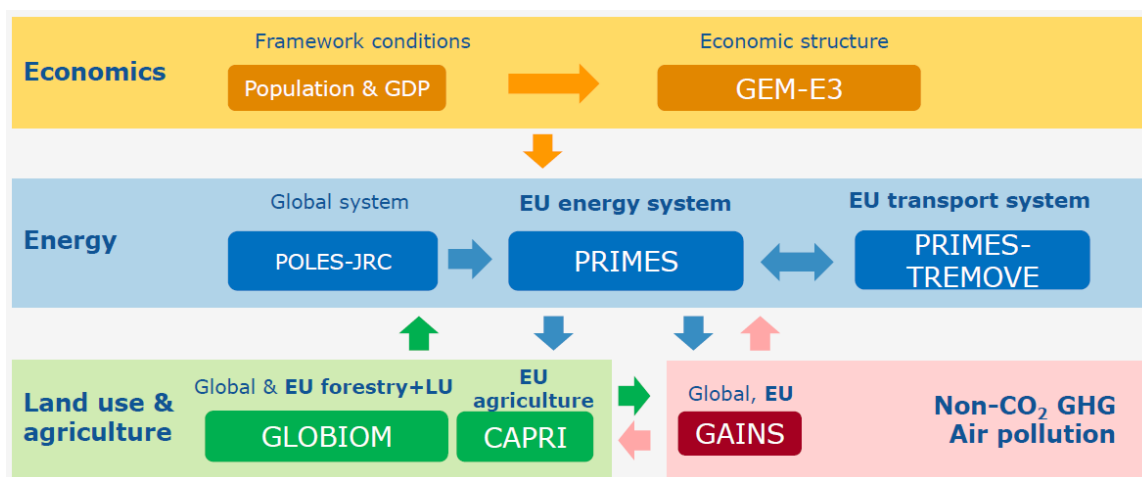 Economics
Framework conditions
Population & GDP
Economic structure
GEM-E3
Energy
Global system
POLES-JRC
EU energy system
PRIMES
EU transport system
PRIMES-
TREMOVE
Land use &
agriculture
Global & EU forestry+LU
GLOBIOM
EU
agriculture
CAPRI
Global, EU
GAINS
Non-CO₂ GHG
Air pollution